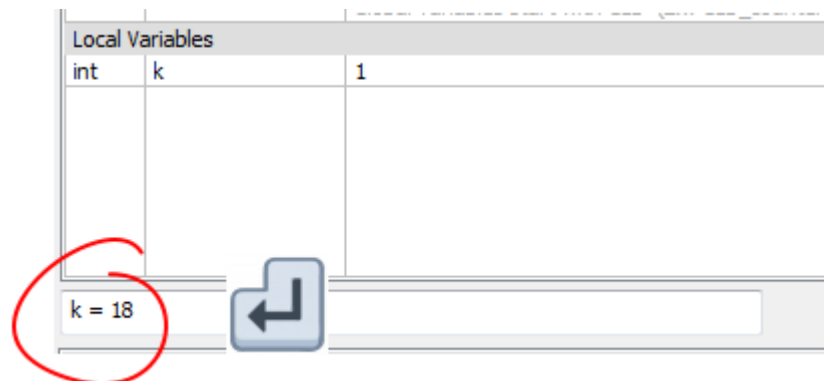 Local Variables
int k 1
k = 18